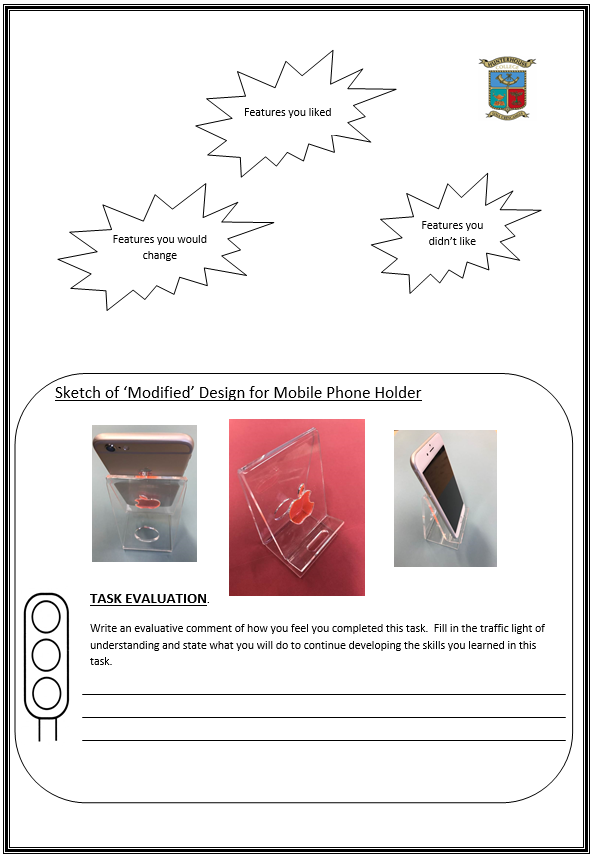 HUNTERHOUSE
COLLEGE
Features you liked
Features you would
change
Features you
didn't like
Sketch of ‘Modified’ Design for Mobile Phone Holder
TASK EVALUATION.
Write an evaluative comment of how you feel you completed this task.  Fill in the traffic light of
understanding and state what you will do to continue developing the skills you learned in this
task.